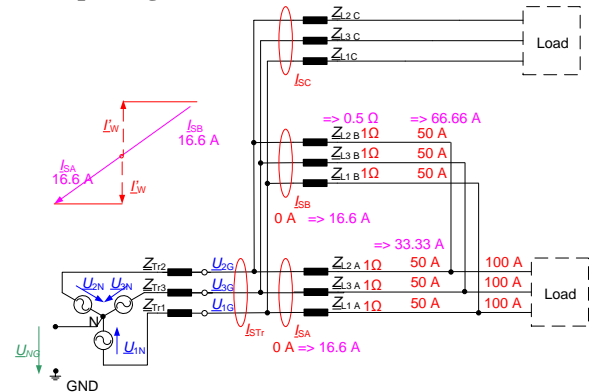 Z_L2 C
Z_L3 C
Z_L1C
Load
I_SC
=> 0.5 Ω => 66.66 A
Z_L2 B 1Ω 50 A
Z_L3 B 1Ω 50 A
Z_L1 B 1Ω 50 A
I_SB
0 A => 16.6 A
I'_W
I_SB
16.6 A
I_SA
16.6 A
I'_W
=> 33.33 A
Z_Tr2 U_2G Z_L2 A 1Ω 50 A 100 A
Z_Tr3 U_3G Z_L3 A 1Ω 50 A 100 A
Z_Tr1 U_1G Z_L1 A 1Ω 50 A 100 A
Load
I_STr I_SA
0 A => 16.6 A
U_2N U_3N
N
U_1N
U_NG
GND